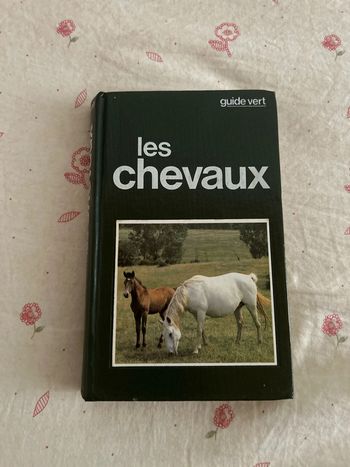 guide vert
les
chevaux